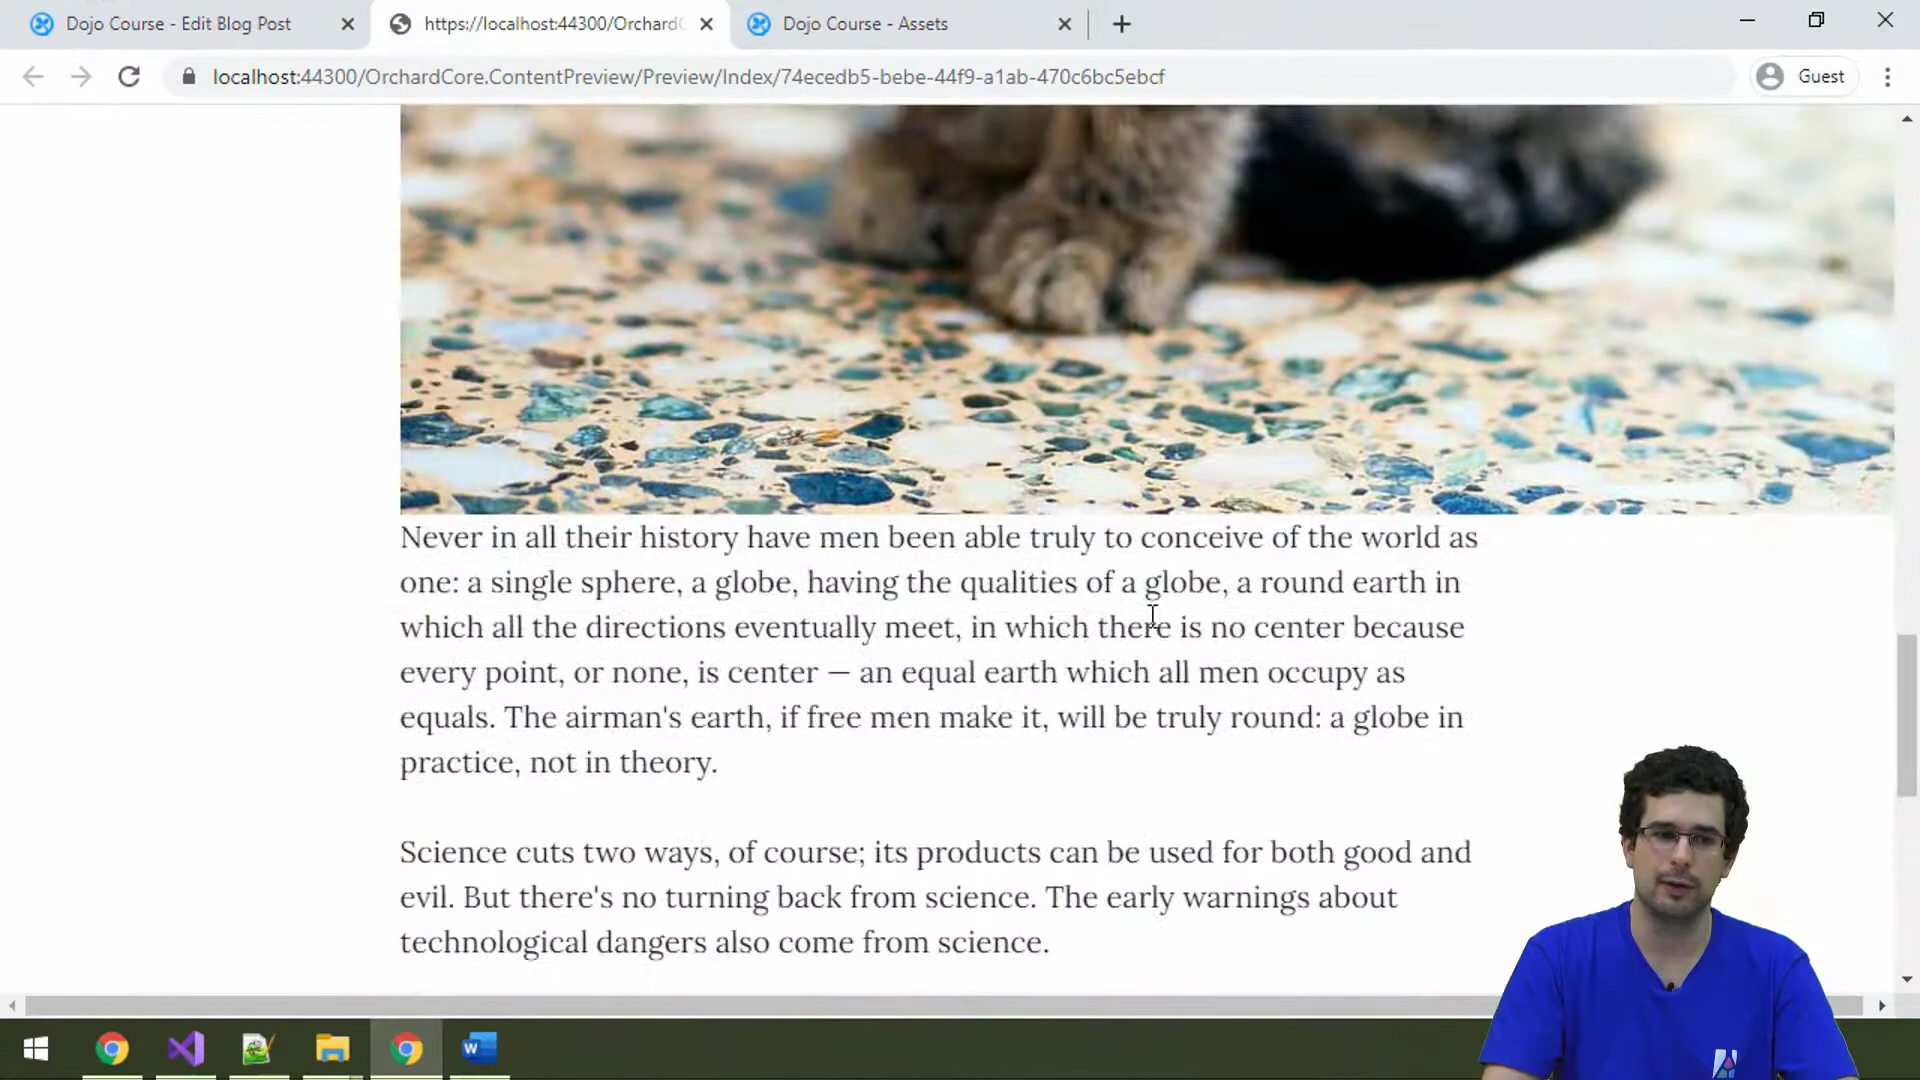 Dojo Course - Edit Blog Post
https://localhost:44300/OrchardC
Dojo Course - Assets
localhost:44300/OrchardCore.ContentPreview/Preview/Index/74ecedb5-bebe-44f9-a1ab-470c6bc5ebcf
Guest
Never in all their history have men been able truly to conceive of the world as
one: a single sphere, a globe, having the qualities of a globe, a round earth in
which all the directions eventually meet, in which there is no center because
every point, or none, is center — an equal earth which all men occupy as
equals. The airman's earth, if free men make it, will be truly round: a globe in
practice, not in theory.
Science cuts two ways, of course; its products can be used for both good and
evil. But there's no turning back from science. The early warnings about
technological dangers also come from science.
W